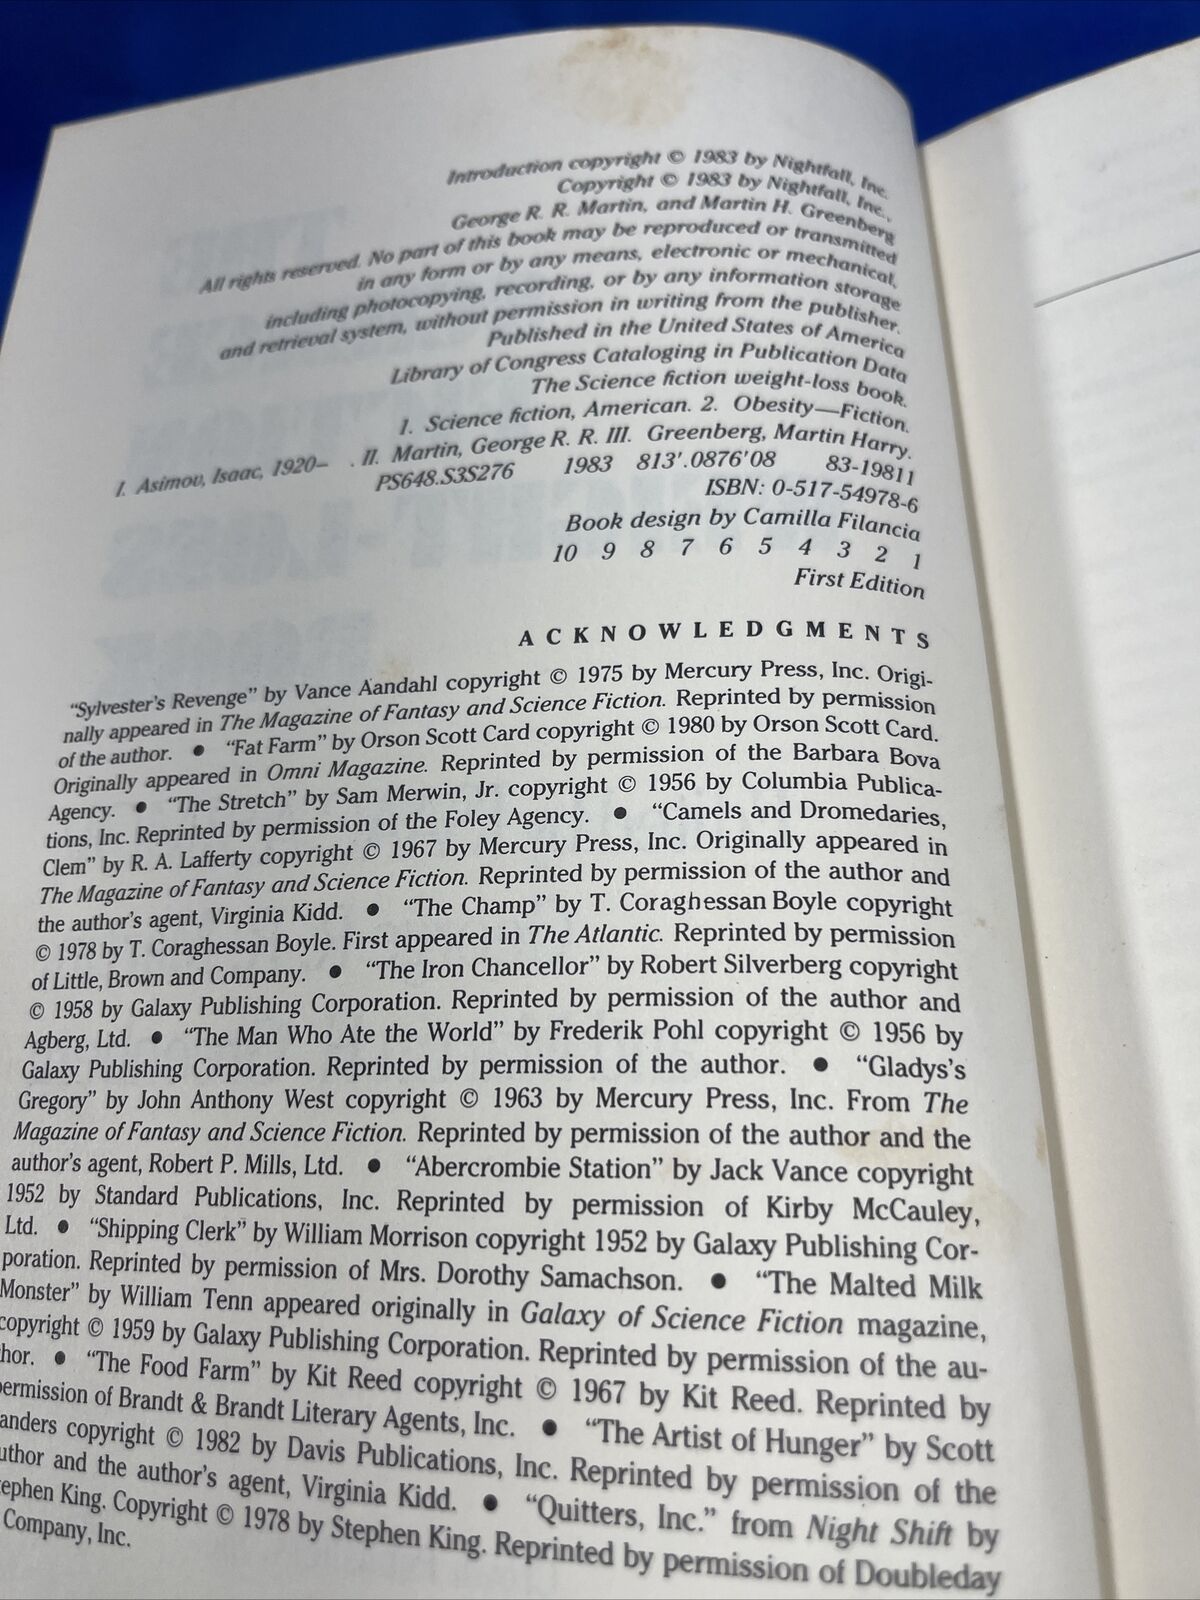 Introduction copyright © 1983 by Nightfall, Inc.
Copyright © 1983 by Nightfall, Inc.,
George R. R. Martin, and Martin H. Greenberg
All rights reserved. No part of this book may be reproduced or transmitted
in any form or by any means, electronic or mechanical,
including photocopying, recording, or by any information storage
and retrieval system, without permission in writing from the publisher.
Published in the United States of America
Library of Congress Cataloging in Publication Data
The Science fiction weight-loss book.
1. Science fiction, American. 2. Obesity—Fiction.
I. Asimov, Isaac, 1920– . II. Martin, George R. R. III. Greenberg, Martin Harry.
PS648.S3S276 1983 813'.0876'08 83-19811
ISBN: 0-517-54978-6
Book design by Camilla Filancia
10 9 8 7 6 5 4 3 2 1
First Edition
ACKNOWLEDGMENTS
“Sylvester's Revenge” by Vance Aandahl copyright © 1975 by Mercury Press, Inc. Origi-
nally appeared in The Magazine of Fantasy and Science Fiction. Reprinted by permission
of the author. ● “Fat Farm” by Orson Scott Card copyright © 1980 by Orson Scott Card.
Originally appeared in Omni Magazine. Reprinted by permission of the Barbara Bova
Agency. ● “The Stretch” by Sam Merwin, Jr. copyright © 1956 by Columbia Publica-
tions, Inc. Reprinted by permission of the Foley Agency. ● “Camels and Dromedaries,
Clem” by R. A. Lafferty copyright © 1967 by Mercury Press, Inc. Originally appeared in
The Magazine of Fantasy and Science Fiction. Reprinted by permission of the author and
the author's agent, Virginia Kidd. ● “The Champ” by T. Coraghessan Boyle copyright
© 1978 by T. Coraghessan Boyle. First appeared in The Atlantic. Reprinted by permission
of Little, Brown and Company. ● “The Iron Chancellor” by Robert Silverberg copyright
© 1958 by Galaxy Publishing Corporation. Reprinted by permission of the author and
Agberg, Ltd. ● “The Man Who Ate the World” by Frederik Pohl copyright © 1956 by
Galaxy Publishing Corporation. Reprinted by permission of the author. ● “Gladys's
Gregory” by John Anthony West copyright © 1963 by Mercury Press, Inc. From The
Magazine of Fantasy and Science Fiction. Reprinted by permission of the author and the
author's agent, Robert P. Mills, Ltd. ● “Abercrombie Station” by Jack Vance copyright
1952 by Standard Publications, Inc. Reprinted by permission of Kirby McCauley,
Ltd. ● “Shipping Clerk” by William Morrison copyright 1952 by Galaxy Publishing Cor-
poration. Reprinted by permission of Mrs. Dorothy Samachson. ● “The Malted Milk
Monster” by William Tenn appeared originally in Galaxy of Science Fiction magazine,
copyright © 1959 by Galaxy Publishing Corporation. Reprinted by permission of the au-
hor. ● “The Food Farm” by Kit Reed copyright © 1967 by Kit Reed. Reprinted by
permission of Brandt & Brandt Literary Agents, Inc. ● “The Artist of Hunger” by Scott
anders copyright © 1982 by Davis Publications, Inc. Reprinted by permission of the
uthor and the author's agent, Virginia Kidd. ● “Quitters, Inc.” from Night Shift by
tephen King. Copyright © 1978 by Stephen King. Reprinted by permission of Doubleday
Company, Inc.